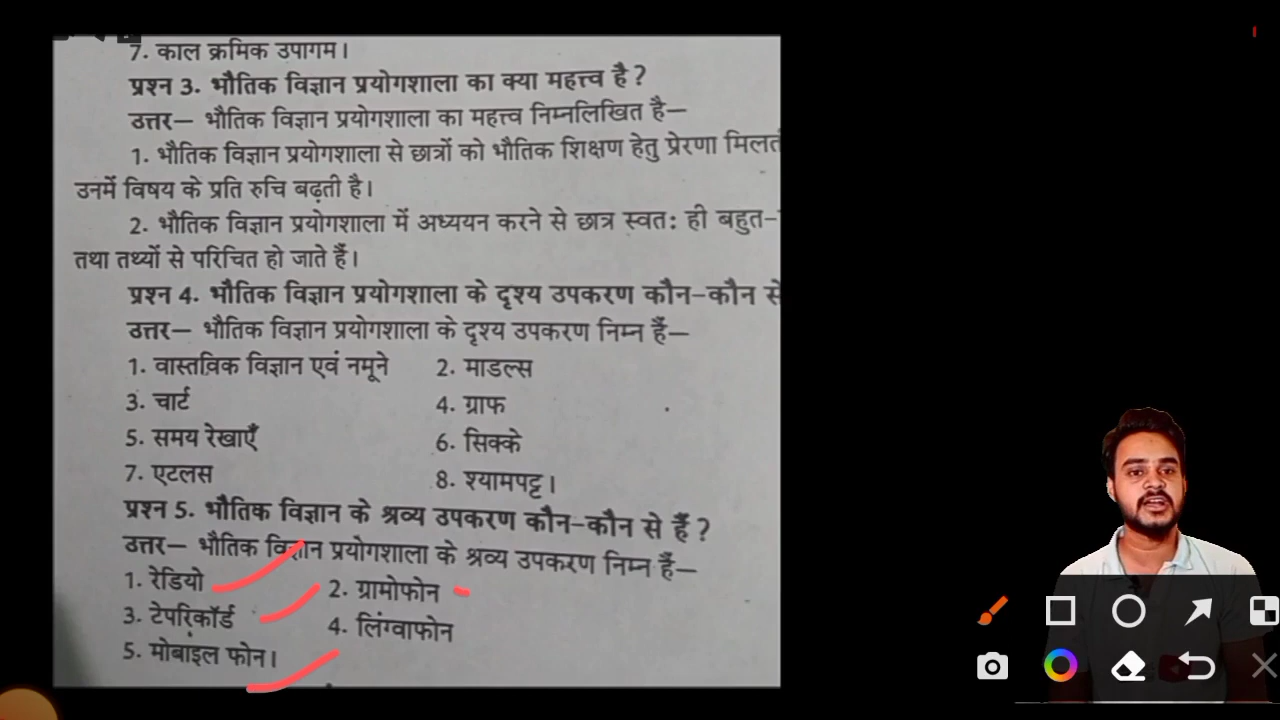 7. काल क्रमिक उपागम।
प्रश्न 3. भौतिक विज्ञान प्रयोगशाला का क्या महत्त्व है?
उत्तर— भौतिक विज्ञान प्रयोगशाला का महत्त्व निम्नलिखित है—
1. भौतिक विज्ञान प्रयोगशाला से छात्रों को भौतिक शिक्षण हेतु प्रेरणा
उनमें विषय के प्रति रुचि बढ़ती है।
2. भौतिक विज्ञान प्रयोगशाला में अध्ययन करने से छात्र स्वतः ही बहुत-
तथा तथ्यों से परिचित हो जाते हैं।
प्रश्न 4. भौतिक विज्ञान प्रयोगशाला के दृश्य उपकरण कौन-कौन से
उत्तर— भौतिक विज्ञान प्रयोगशाला के दृश्य उपकरण निम्न हैं—
1. वास्तविक विज्ञान एवं नमूने 2. माडल्स
3. चार्ट 4. ग्राफ
5. समय रेखाएँ 6. सिक्के
7. एटलस 8. श्यामपट्ट।
प्रश्न 5. भौतिक विज्ञान के श्रव्य उपकरण कौन-कौन से हैं?
उत्तर— भौतिक विज्ञान प्रयोगशाला के श्रव्य उपकरण निम्न हैं—
1. रेडियो 2. ग्रामोफोन
3. टेपरिकॉर्ड 4. लिंग्वाफोन
5. मोबाइल फोन।